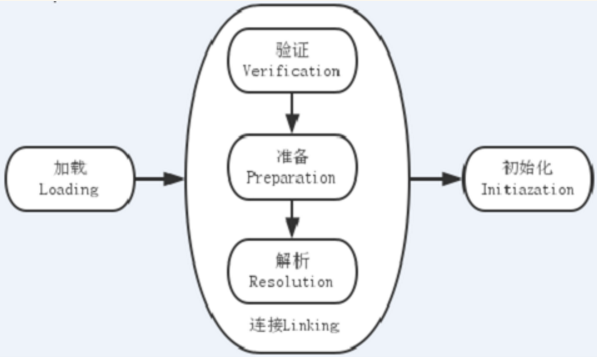 加载
Loading
验证
Verification
准备
Preparation
解析
Resolution
连接Linking
初始化
Initiazation